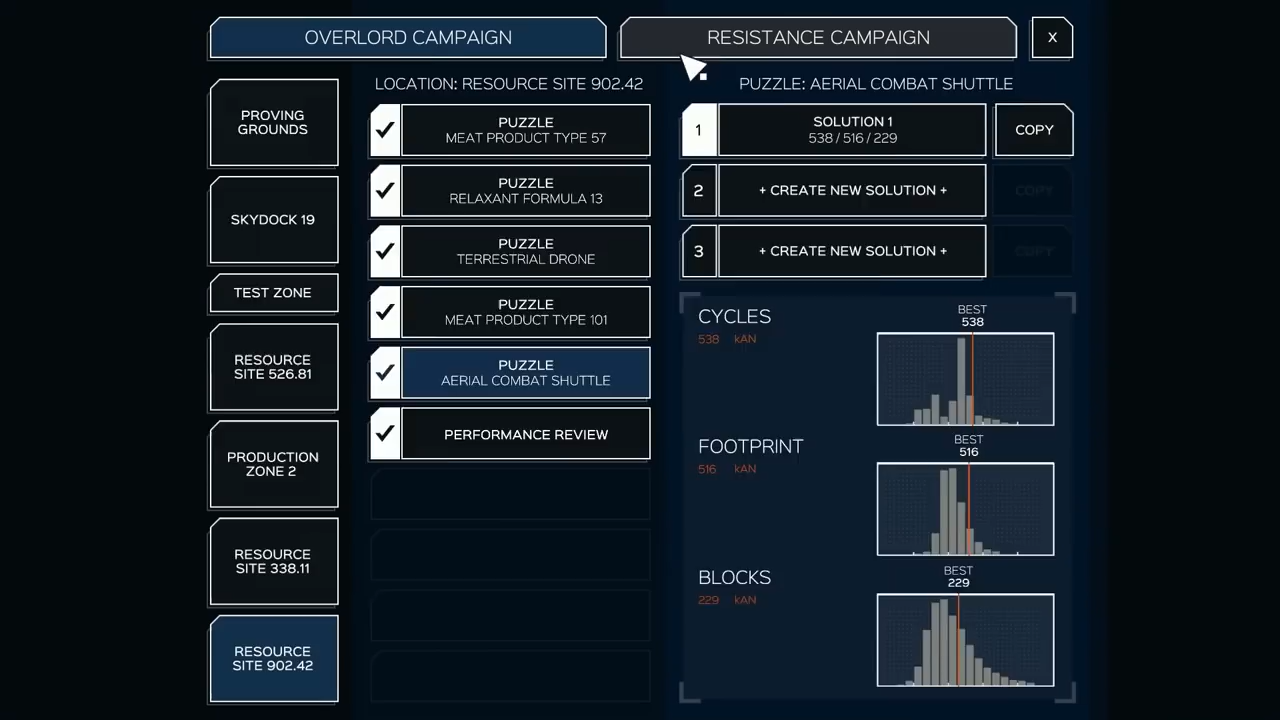 OVERLORD CAMPAIGN
RESISTANCE CAMPAIGN
X
PROVING
GROUNDS
SKYDOCK 19
TEST ZONE
RESOURCE
SITE 526.81
PRODUCTION
ZONE 2
RESOURCE
SITE 338.11
RESOURCE
SITE 902.42
LOCATION: RESOURCE SITE 902.42
PUZZLE
MEAT PRODUCT TYPE 57
PUZZLE
RELAXANT FORMULA 13
PUZZLE
TERRESTRIAL DRONE
PUZZLE
MEAT PRODUCT TYPE 101
PUZZLE
AERIAL COMBAT SHUTTLE
PERFORMANCE REVIEW
PUZZLE: AERIAL COMBAT SHUTTLE
1
SOLUTION 1
538 / 516 / 229
COPY
2
+ CREATE NEW SOLUTION +
COPY
3
+ CREATE NEW SOLUTION +
COPY
CYCLES
538 kAN
BEST
538
FOOTPRINT
516 kAN
BEST
516
BLOCKS
229 kAN
BEST
229